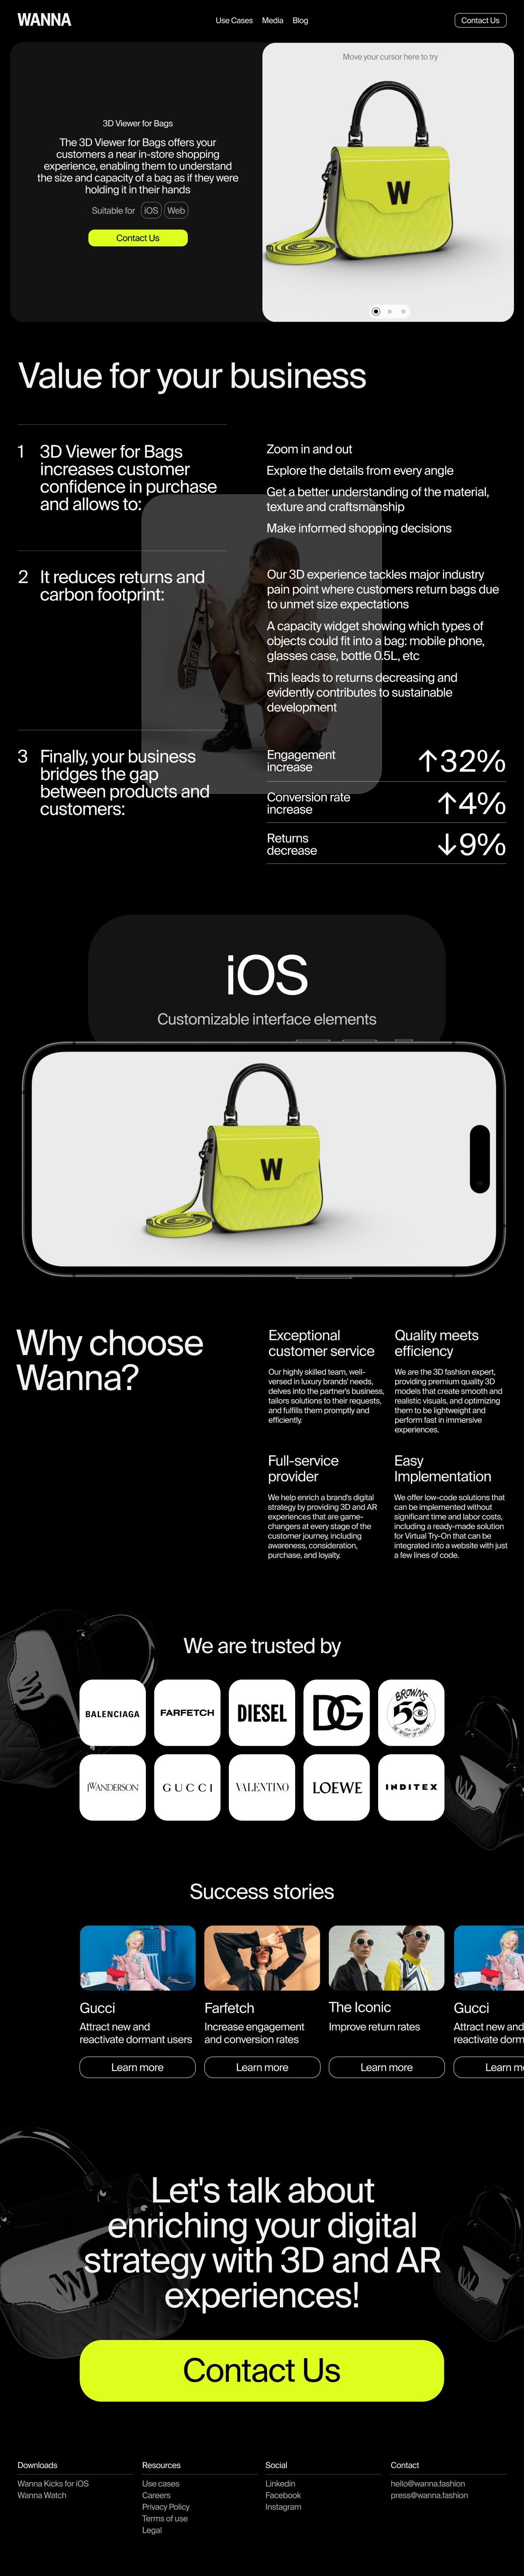 WANNA
Use Cases
Media
Blog
Contact Us
3D Viewer for Bags
The 3D Viewer for Bags offers your
customers a near in-store shopping
experience, enabling them to understand
the size and capacity of a bag as if they were
holding it in their hands
Suitable for
iOS
Web
Contact Us
Move your cursor here to try
W
Value for your business
1
3D Viewer for Bags
increases customer
confidence in purchase
and allows to:
Zoom in and out
Explore the details from every angle
Get a better understanding of the material,
texture and craftsmanship
Make informed shopping decisions
2
It reduces returns and
carbon footprint:
Our 3D experience tackles major industry
pain point where customers return bags due
to unmet size expectations
A capacity widget showing which types of
objects could fit into a bag: mobile phone,
glasses case, bottle 0.5L, etc
This leads to returns decreasing and
evidently contributes to sustainable
development
3
Finally, your business
bridges the gap
between products and
customers:
Engagement
increase
↑32%
Conversion rate
increase
↑4%
Returns
decrease
↓9%
iOS
Customizable interface elements
W
Why choose
Wanna?
Exceptional
customer service
Our highly skilled team, well-
versed in luxury brands' needs,
delves into the partner's business,
tailors solutions to their requests,
and fulfills them promptly and
efficiently.
Quality meets
efficiency
We are the 3D fashion expert,
providing premium quality 3D
models that create smooth and
realistic visuals, and optimizing
them to be lightweight and
perform fast in immersive
experiences.
Full-service
provider
We help enrich a brand's digital
strategy by providing 3D and AR
experiences that are game-
changers at every stage of the
customer journey, including
awareness, consideration,
purchase, and loyalty.
Easy
Implementation
We offer low-code solutions that
can be implemented without
significant time and labor costs,
including a ready-made solution
for Virtual Try-On that can be
integrated into a website with just
a few lines of code.
We are trusted by
W
W
BALENCIAGA
FARFETCH
DIESEL
DG
BROWNS
50
JW ANDERSON
GUCCI
VALENTINO
LOEWE
INDITEX
Success stories
Gucci
Attract new and
reactivate dormant users
Learn more
Farfetch
Increase engagement
and conversion rates
Learn more
The Iconic
Improve return rates
Learn more
Gucci
Attract new and
reactivate dorm
Learn m
Let's talk about
enriching your digital
strategy with 3D and AR
experiences!
W
W
Contact Us
Downloads
Wanna Kicks for iOS
Wanna Watch
Resources
Use cases
Careers
Privacy Policy
Terms of use
Legal
Social
Linkedin
Facebook
Instagram
Contact
hello@wanna.fashion
press@wanna.fashion